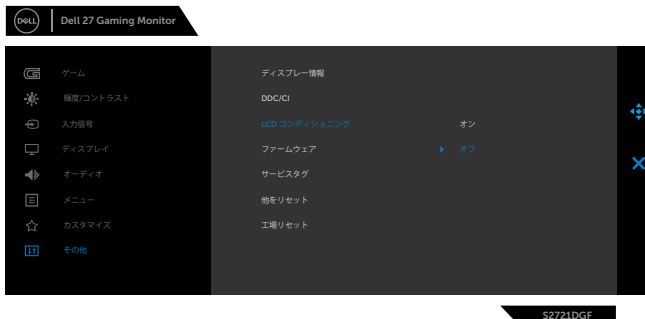 DELL
Dell 27 Gaming Monitor
ゲーム
ディスプレー情報
輝度/コントラスト
DDC/CI
入力信号
LCD コンディショニング
オン
ディスプレイ
ファームウェア
オフ
オーディオ
サービスタグ
メニュー
他をリセット
カスタマイズ
工場リセット
その他
S2721DGF